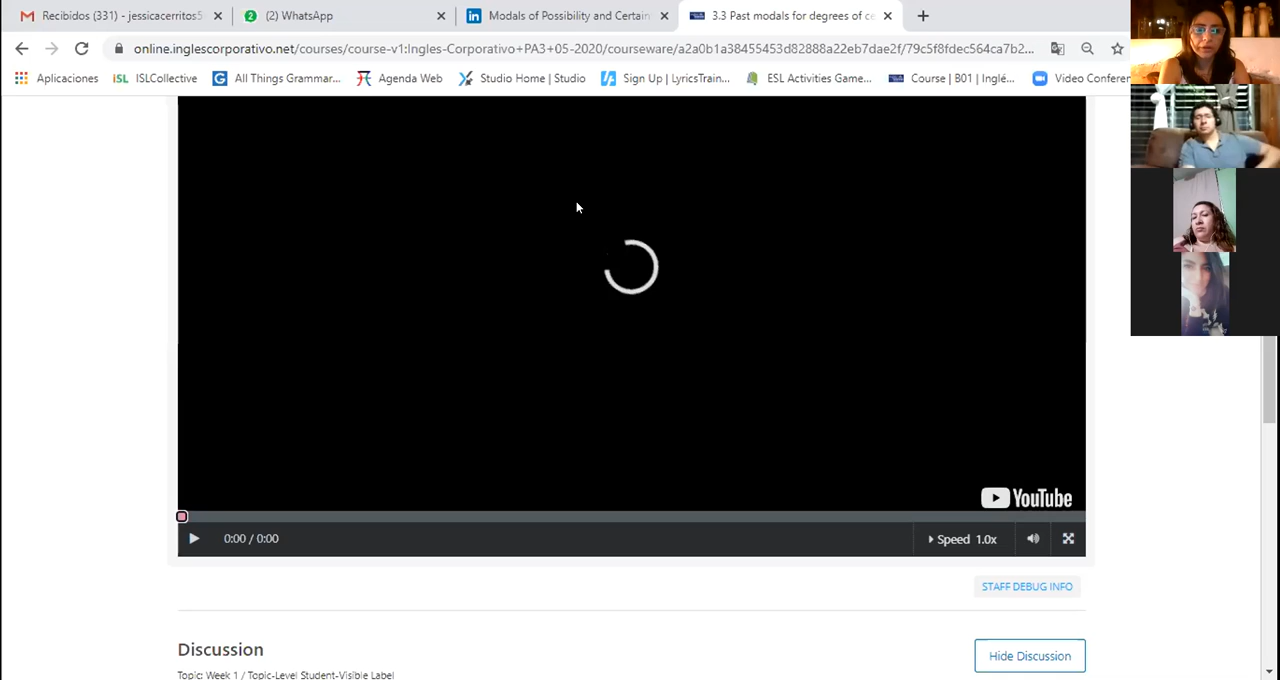 Recibidos (331) - jessicacerritos5
(2) WhatsApp
Modals of Possibility and Certain
3.3 Past modals for degrees of ce
online.inglescorporativo.net/courses/course-v1:Ingles-Corporativo+PA3+05-2020/courseware/a2a0b1a38455453d82888a22eb7dae2f/79c5f8fdec564ca7b2...
Aplicaciones
ISL ISLCollective
All Things Grammar...
Agenda Web
Studio Home | Studio
Sign Up | LyricsTrain...
ESL Activities Game...
Course | B01 | Inglé...
Video Conferen
YouTube
0:00 / 0:00
Speed 1.0x
STAFF DEBUG INFO
Discussion
Hide Discussion
Topic: Week 1 / Topic-Level Student-Visible Label